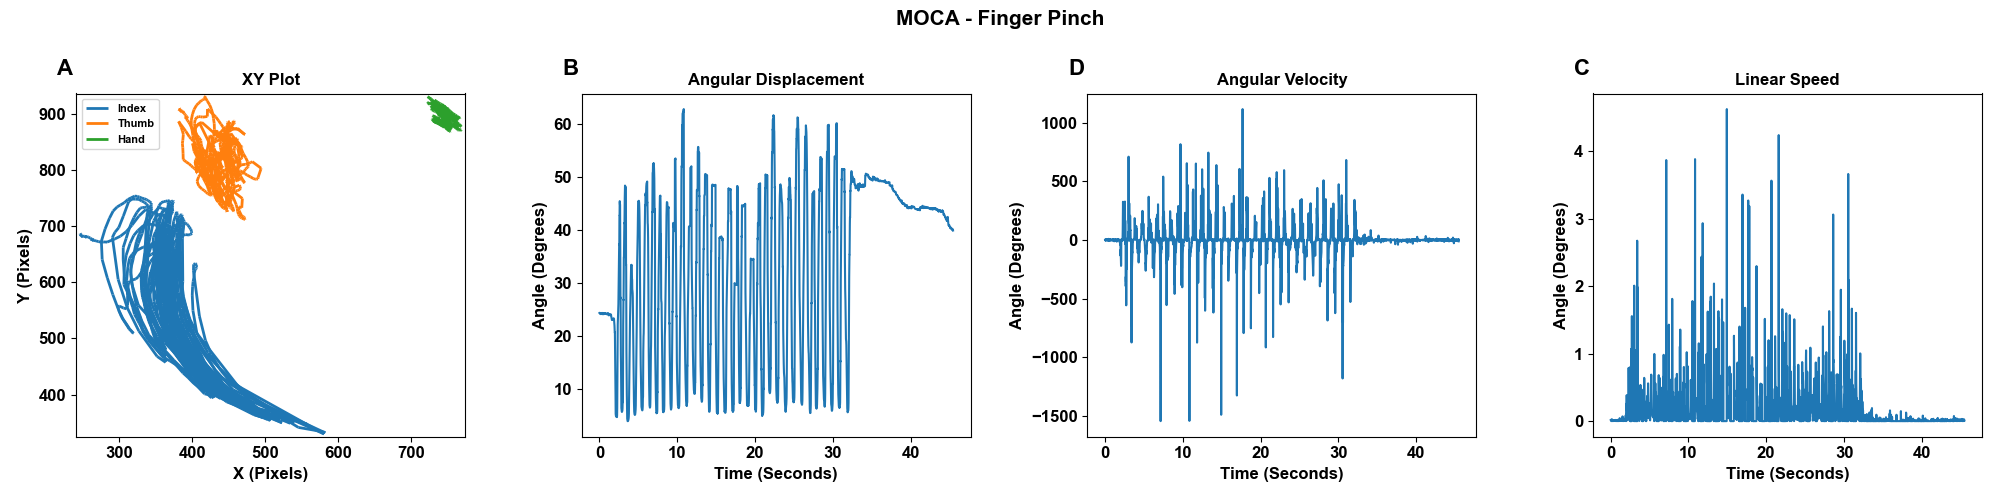 MOCA - Finger Pinch
A
XY Plot
Index
Thumb
Hand
900
800
700
600
500
400
Y (Pixels)
300 400 500 600 700
X (Pixels)
B
Angular Displacement
60
50
40
30
20
10
Angle (Degrees)
0 10 20 30 40
Time (Seconds)
D
Angular Velocity
1000
500
0
−500
−1000
−1500
Angle (Degrees)
0 10 20 30 40
Time (Seconds)
C
Linear Speed
4
3
2
1
0
Angle (Degrees)
0 10 20 30 40
Time (Seconds)